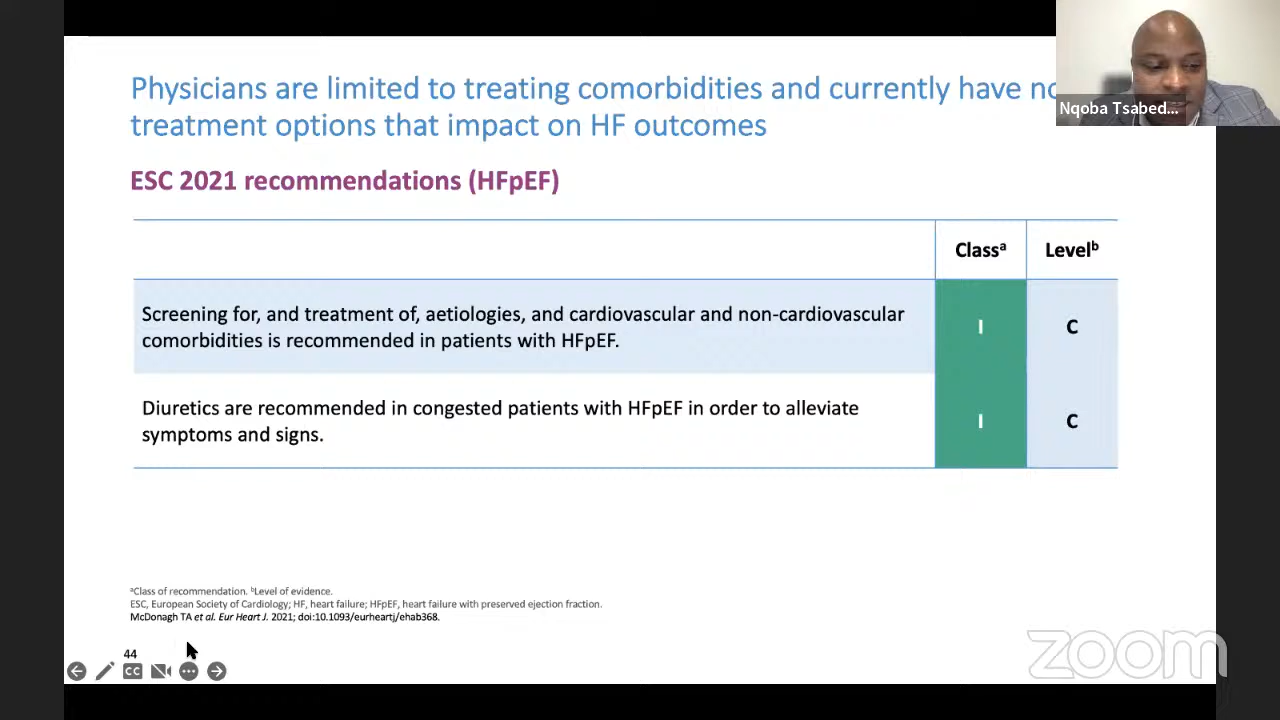 Physicians are limited to treating comorbidities and currently have no
treatment options that impact on HF outcomes
Nqoba Tsabed...
ESC 2021 recommendations (HFpEF)
Classᵃ Levelᵇ
Screening for, and treatment of, aetiologies, and cardiovascular and non-cardiovascular
comorbidities is recommended in patients with HFpEF.
I C
Diuretics are recommended in congested patients with HFpEF in order to alleviate
symptoms and signs.
I C
ᵃClass of recommendation. ᵇLevel of evidence.
ESC, European Society of Cardiology; HF, heart failure; HFpEF, heart failure with preserved ejection fraction.
McDonagh TA et al. Eur Heart J. 2021; doi:10.1093/eurheartj/ehab368.
44
CC
zoom